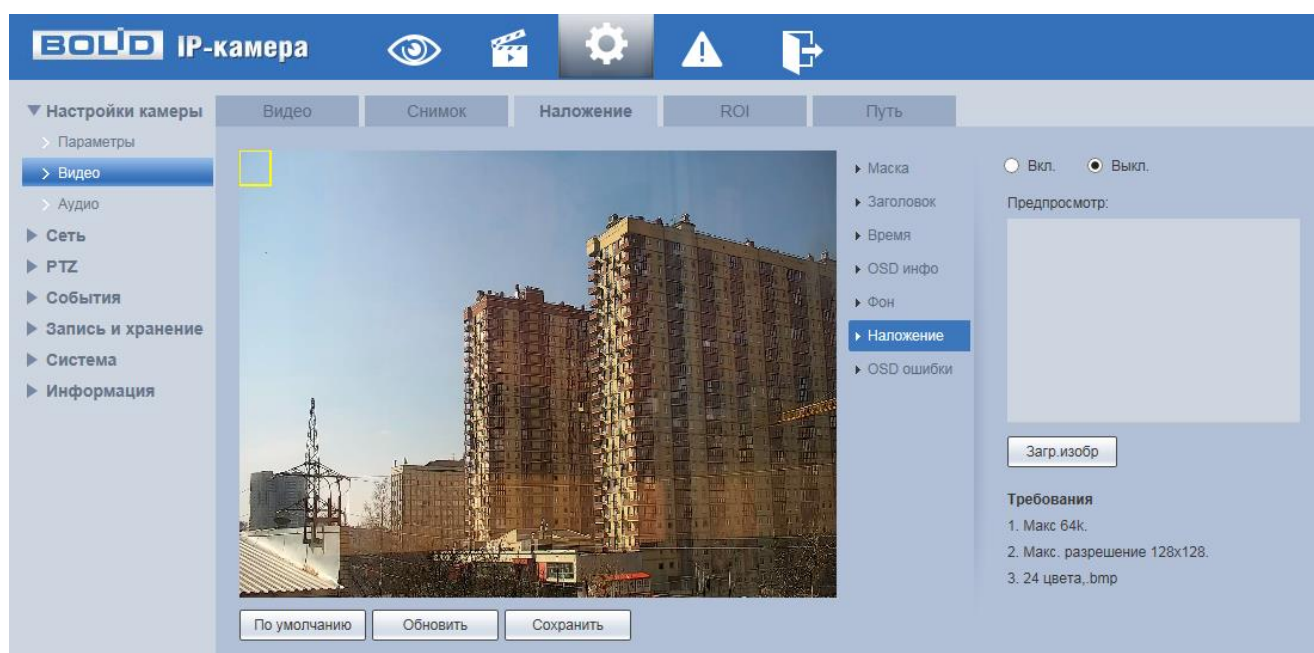 BOLID IP-камера
Настройки камеры
Параметры
Видео
Аудио
Сеть
PTZ
События
Запись и хранение
Система
Информация
Видео Снимок Наложение ROI Путь
Маска
Заголовок
Время
OSD инфо
Фон
Наложение
OSD ошибки
Вкл. Выкл.
Предпросмотр:
Загр.изобр
Требования
1. Макс 64k.
2. Макс. разрешение 128x128.
3. 24 цвета,.bmp
По умолчанию Обновить Сохранить